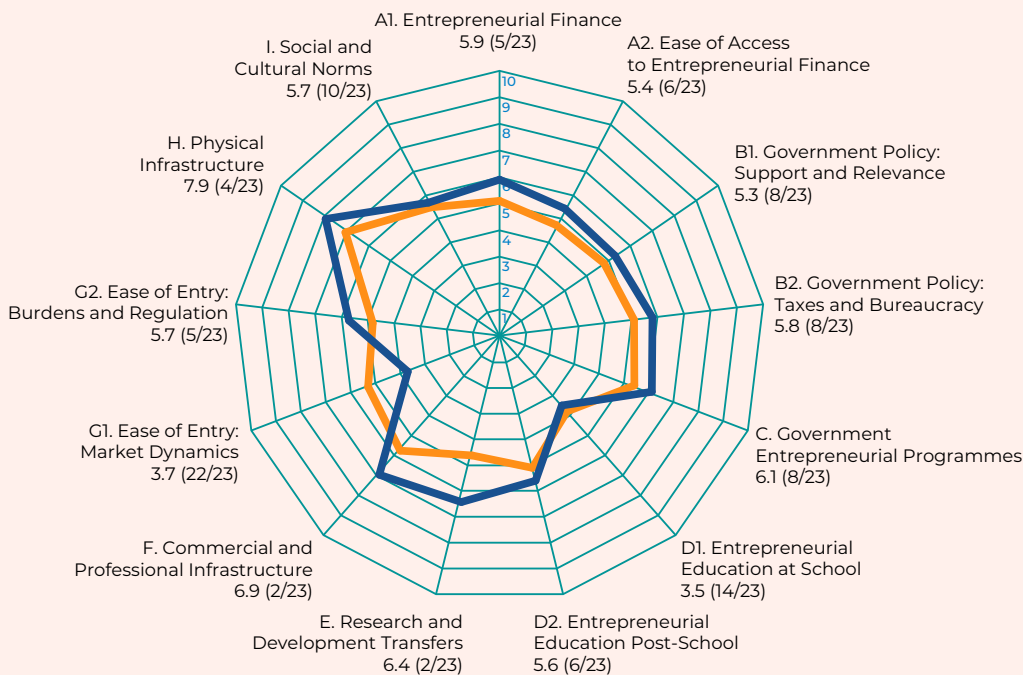 A1. Entrepreneurial Finance
5.9 (5/23)
A2. Ease of Access
to Entrepreneurial Finance
5.4 (6/23)
B1. Government Policy:
Support and Relevance
5.3 (8/23)
B2. Government Policy:
Taxes and Bureaucracy
5.8 (8/23)
C. Government
Entrepreneurial Programmes
6.1 (8/23)
D1. Entrepreneurial
Education at School
3.5 (14/23)
D2. Entrepreneurial
Education Post-School
5.6 (6/23)
E. Research and
Development Transfers
6.4 (2/23)
F. Commercial and
Professional Infrastructure
6.9 (2/23)
G1. Ease of Entry:
Market Dynamics
3.7 (22/23)
G2. Ease of Entry:
Burdens and Regulation
5.7 (5/23)
H. Physical
Infrastructure
7.9 (4/23)
I. Social and
Cultural Norms
5.7 (10/23)
10
9
8
7
6
5
4
3
2
1